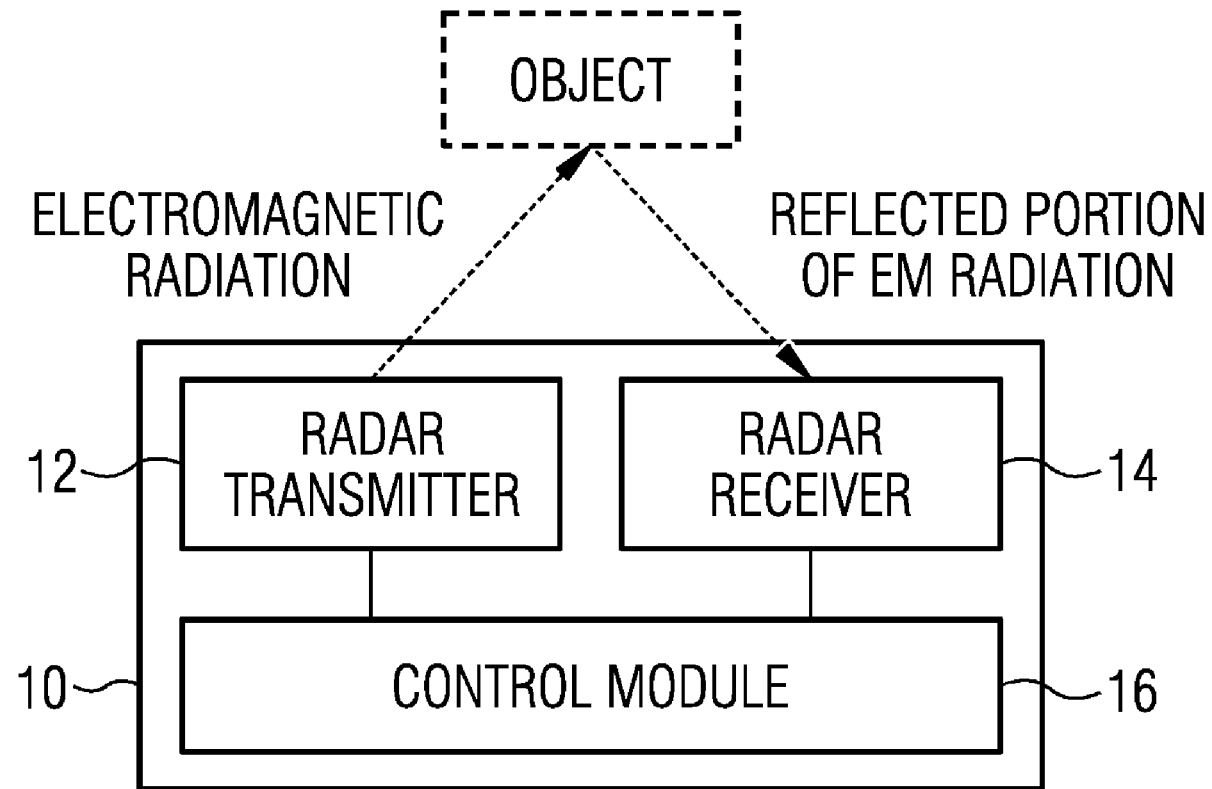 OBJECT
ELECTROMAGNETIC
RADIATION
REFLECTED PORTION
OF EM RADIATION
RADAR
TRANSMITTER
RADAR
RECEIVER
12
14
CONTROL MODULE
10
16